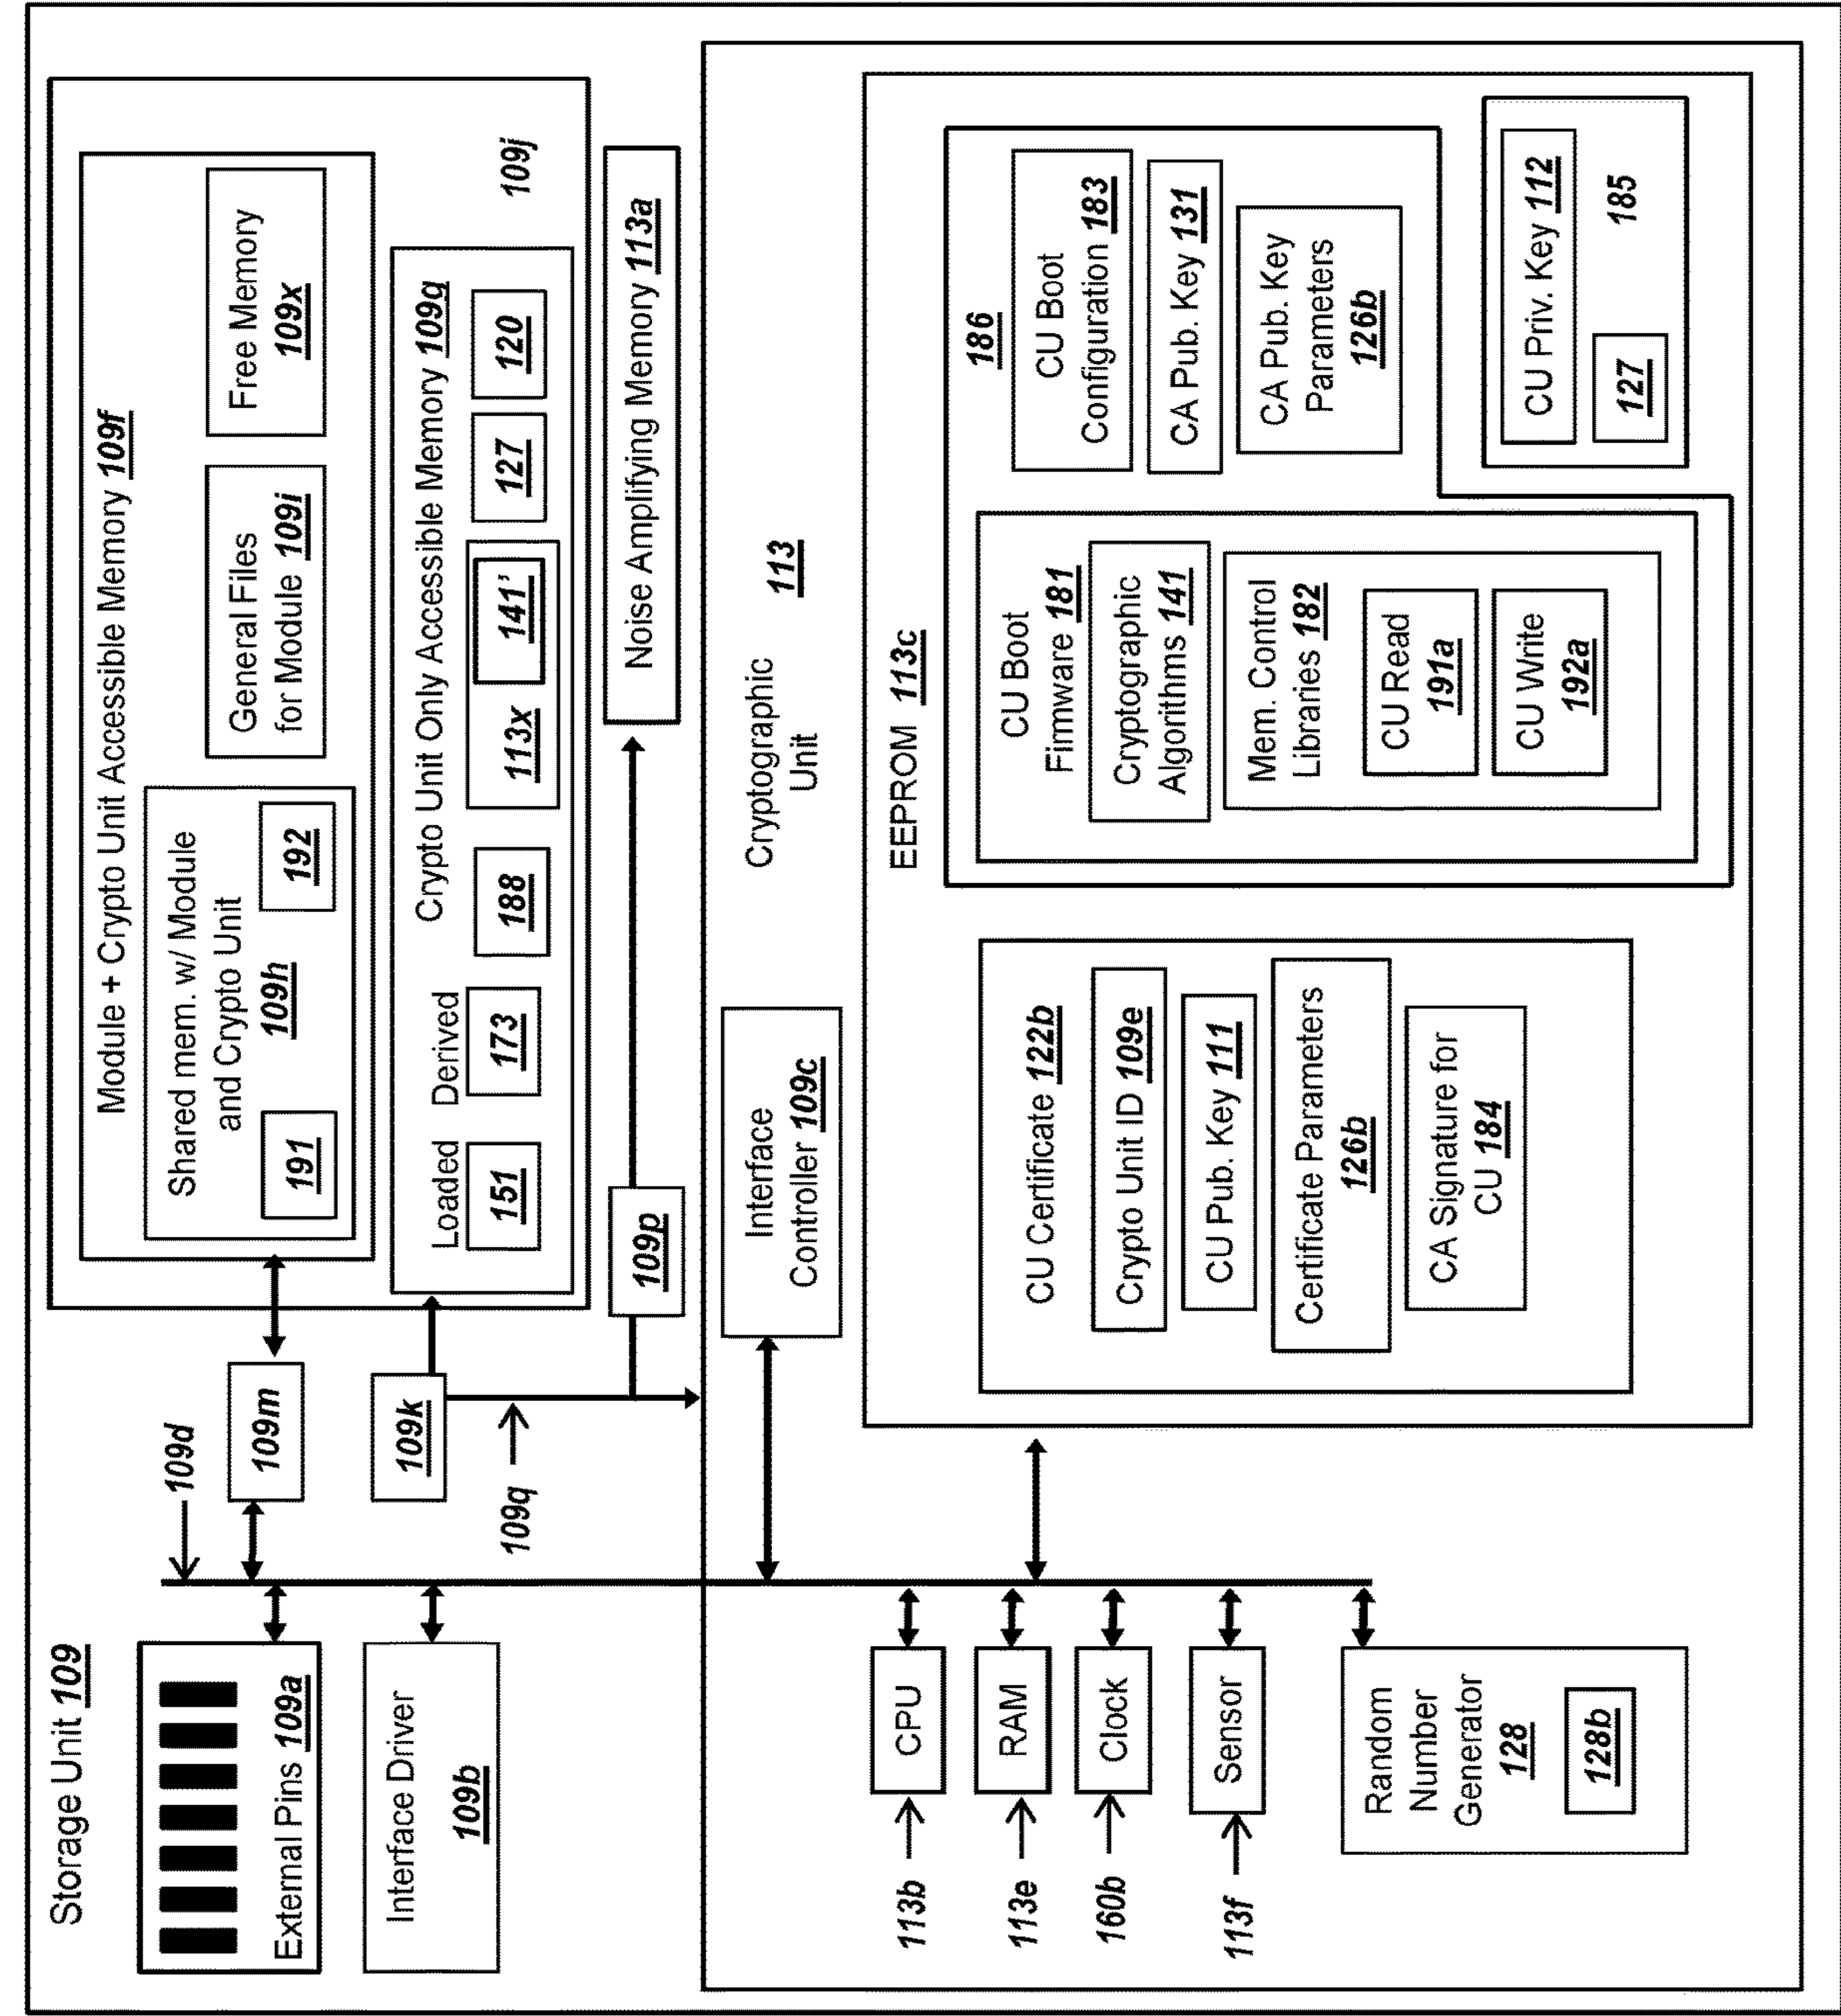 Storage Unit 109
External Pins 109a
Interface Driver
109b
109d
109m
109k
109q
109p
Module + Crypto Unit Accessible Memory 109f
Shared mem. w/ Module
and Crypto Unit
109h
191
192
General Files
for Module 109i
Free Memory
109x
Crypto Unit Only Accessible Memory 109g
Loaded
151
Derived
173
188
113x
141'
127
120
109j
Noise Amplifying Memory 113a
Cryptographic
Unit
113
Interface
Controller 109c
113b
CPU
113e
RAM
160b
Clock
113f
Sensor
Random
Number
Generator
128
128b
EEPROM 113c
CU Certificate 122b
Crypto Unit ID 109e
CU Pub. Key 111
Certificate Parameters
126b
CA Signature for
CU 184
CU Boot
Firmware 181
Cryptographic
Algorithms 141
Mem. Control
Libraries 182
CU Read
191a
CU Write
192a
186
CU Boot
Configuration 183
CA Pub. Key 131
CA Pub. Key
Parameters
126b
CU Priv. Key 112
127
185